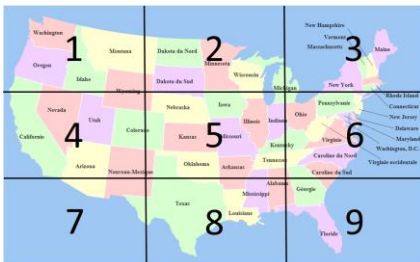 New Hampshire
Vermont
Massachusetts
Washington
Montana
Dakota du Nord
Minnesota
Maine
1
2
3
Oregon
Idaho
Dakota du Sud
Wisconsin
Michigan
New York
Wyoming
Rhode Island
Nebraska
Iowa
Pennsylvanie
Connecticut
Nevada
New Jersey
Utah
Colorado
Illinois
Indiana
Ohio
Delaware
4
5
6
Californie
Kansas
Missouri
Virginie
Maryland
Kentucky
Washington, D.C.
Caroline du Nord
Virginie occidentale
Arizona
Oklahoma
Tennessee
Arkansas
Nouveau-Mexique
Caroline du Sud
Mississippi
Alabama
Géorgie
Texas
7
8
9
Louisiane
Floride